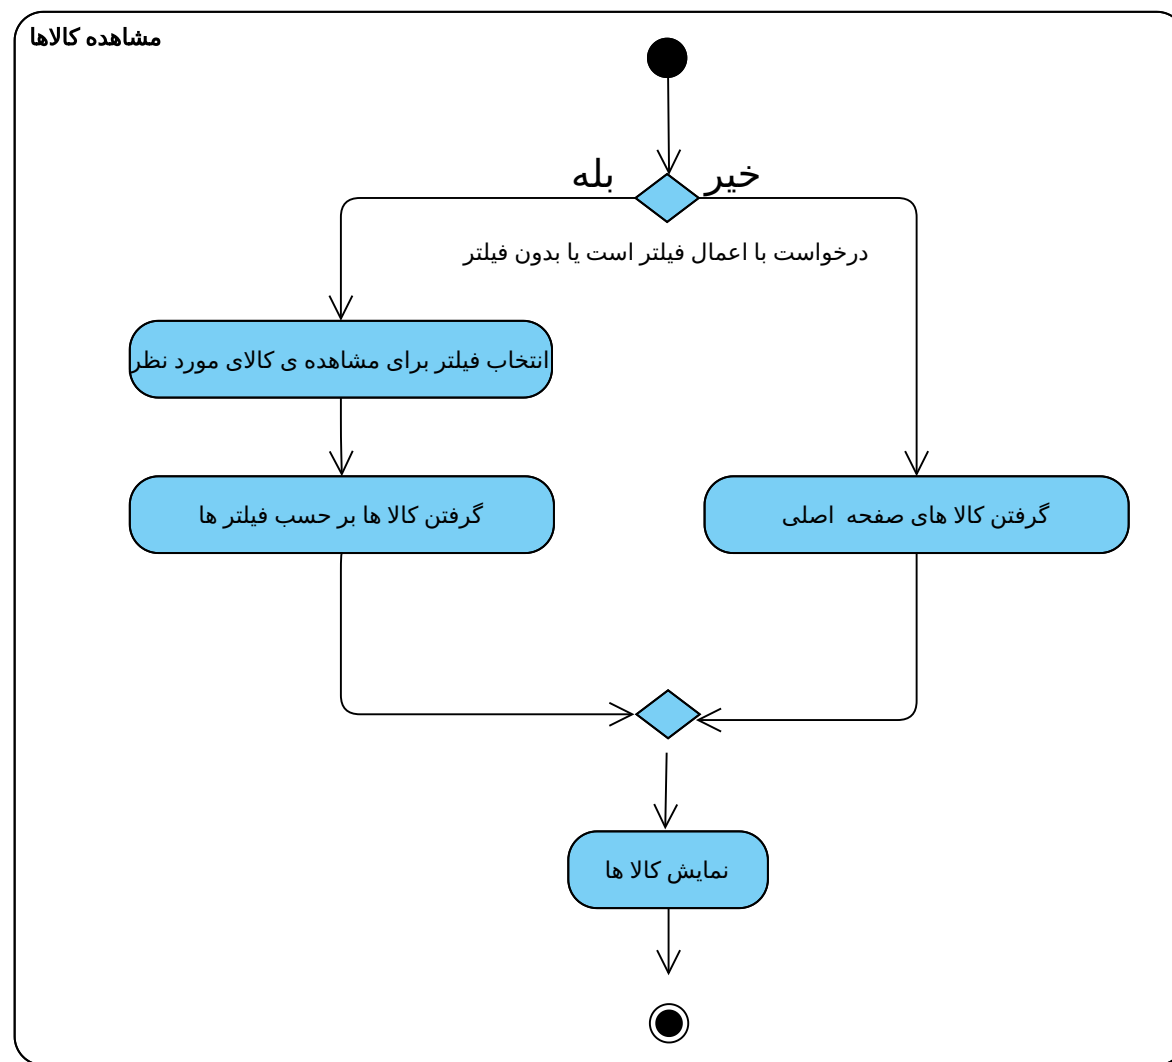 مشاهده کالاها
خیر
بله
درخواست با اعمال فیلتر است یا بدون فیلتر
انتخاب فیلتر برای مشاهده ی کالای مورد نظر
گرفتن کالا های صفحه اصلی
گرفتن کالا ها بر حسب فیلتر ها
نمایش کالا ها